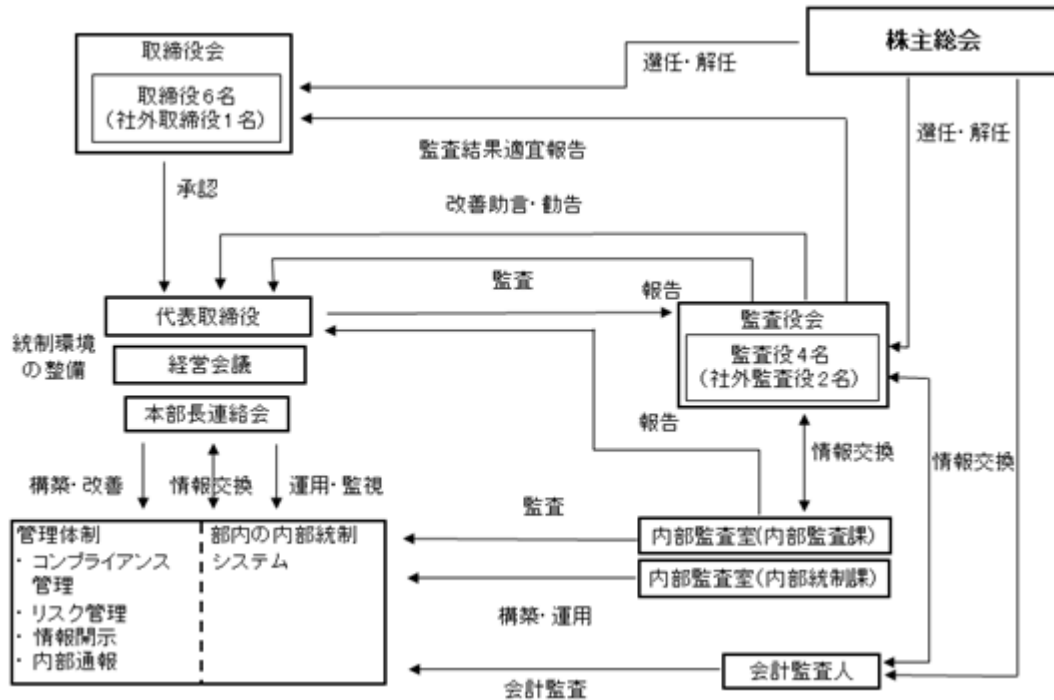 株主総会
取締役会
取締役6名
(社外取締役1名)
選任・解任
選任・解任
監査結果適宜報告
承認
改善助言・勧告
監査
報告
代表取締役
監査役会
統制環境
の整備
監査役4名
(社外監査役2名)
経営会議
本部長連絡会
報告
情報交換
情報交換
構築・改善
情報交換
運用・監視
監査
管理体制
・コンプライアンス
管理
・リスク管理
・情報開示
・内部通報
部内の内部統制
システム
内部監査室(内部監査課)
内部監査室(内部統制課)
構築・運用
会計監査人
会計監査